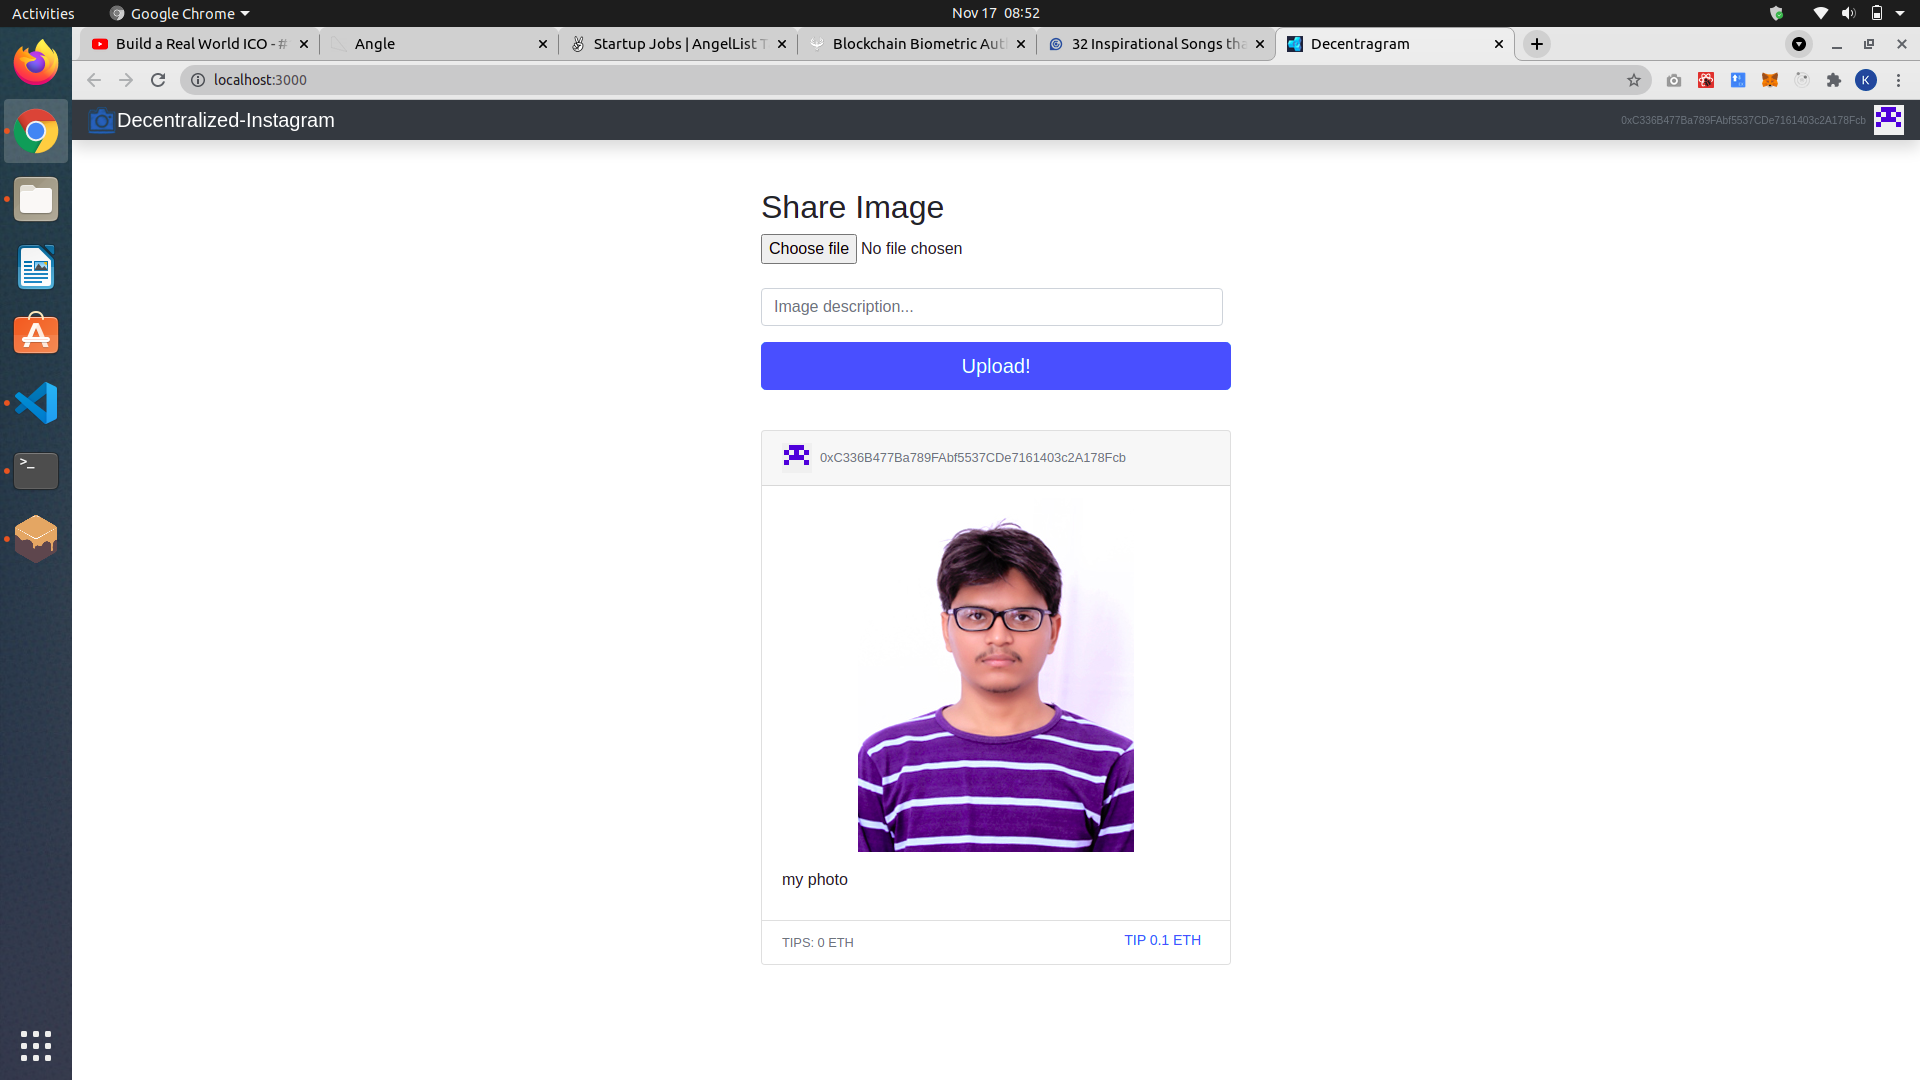 Activities
Google Chrome
Nov 17 08:52
Build a Real World ICO - #
Angle
Startup Jobs | AngelList T
Blockchain Biometric Aut
32 Inspirational Songs tha
Decentragram
localhost:3000
K
Decentralized-Instagram
0xC336B477Ba789FAbf5537CDe7161403c2A178Fcb
Share Image
Choose file No file chosen
Image description...
Upload!
0xC336B477Ba789FAbf5537CDe7161403c2A178Fcb
my photo
TIPS: 0 ETH
TIP 0.1 ETH